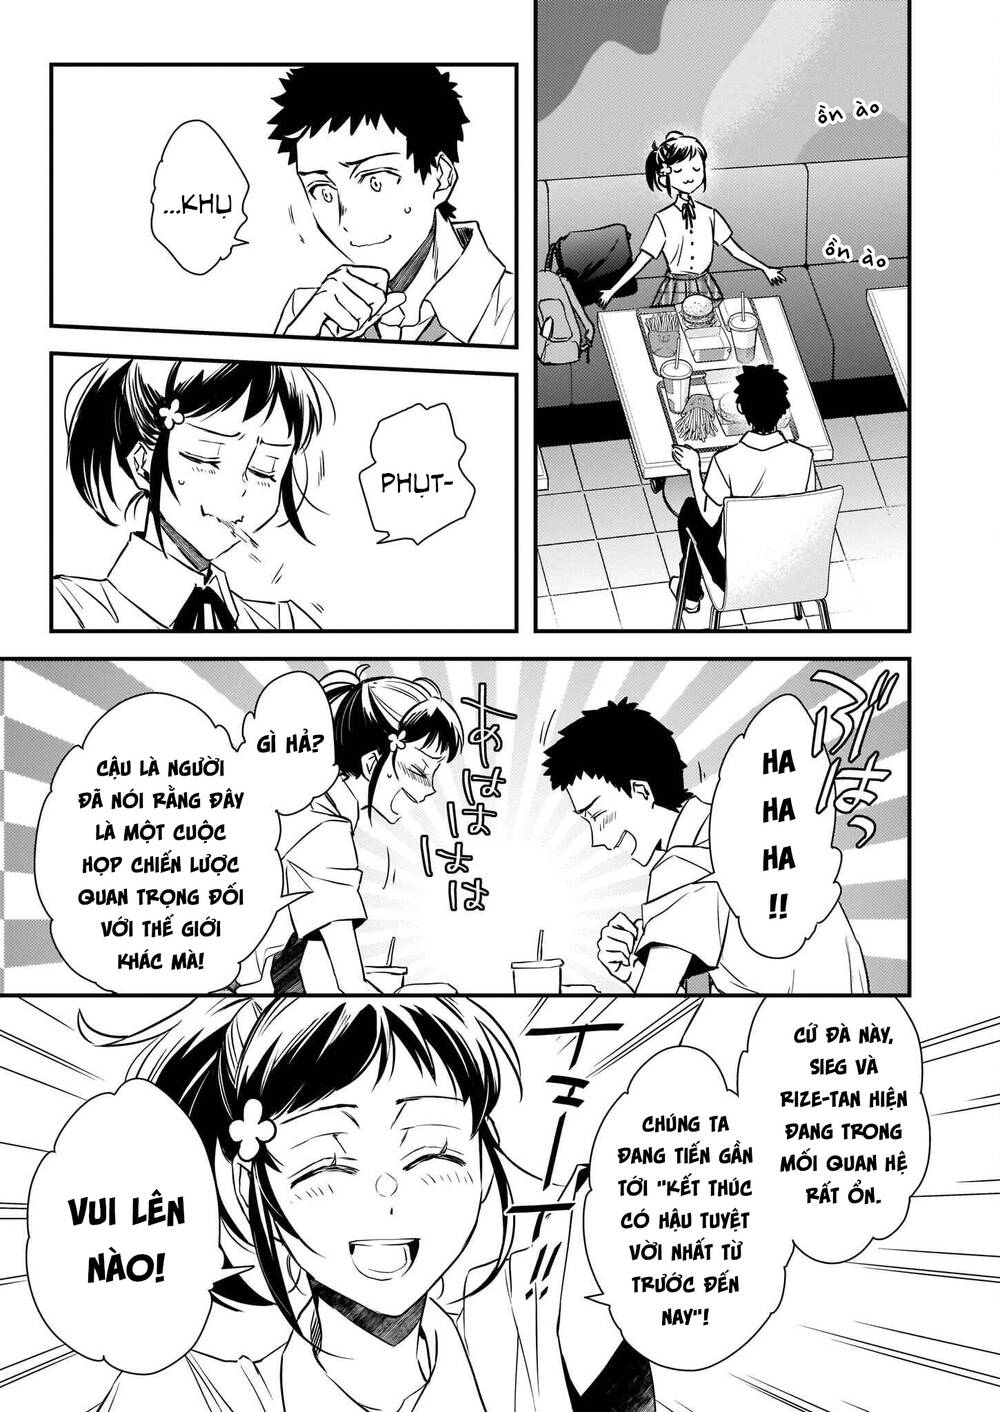 ồn ào
ồn ào
...KHỤ
PHỤT-
HA
HA
HA
!!
ぶはっ
あはははは
GÌ HẢ?
CẬU LÀ NGƯỜI
ĐÃ NÓI RẰNG ĐÂY
LÀ MỘT CUỘC
HỌP CHIẾN LƯỢC
QUAN TRỌNG ĐỐI
VỚI THẾ GIỚI
KHÁC MÀ!
CỨ ĐÀ NÀY,
SIEG VÀ
RIZE-TAN HIỆN
ĐANG TRONG
MỐI QUAN HỆ
RẤT ỔN.
CHÚNG TA
ĐANG TIẾN GẦN
TỚI "KẾT THÚC
CÓ HẬU TUYỆT
VỜI NHẤT TỪ
TRƯỚC ĐẾN
NAY"!
イエーイ!!
VUI LÊN
NÀO!